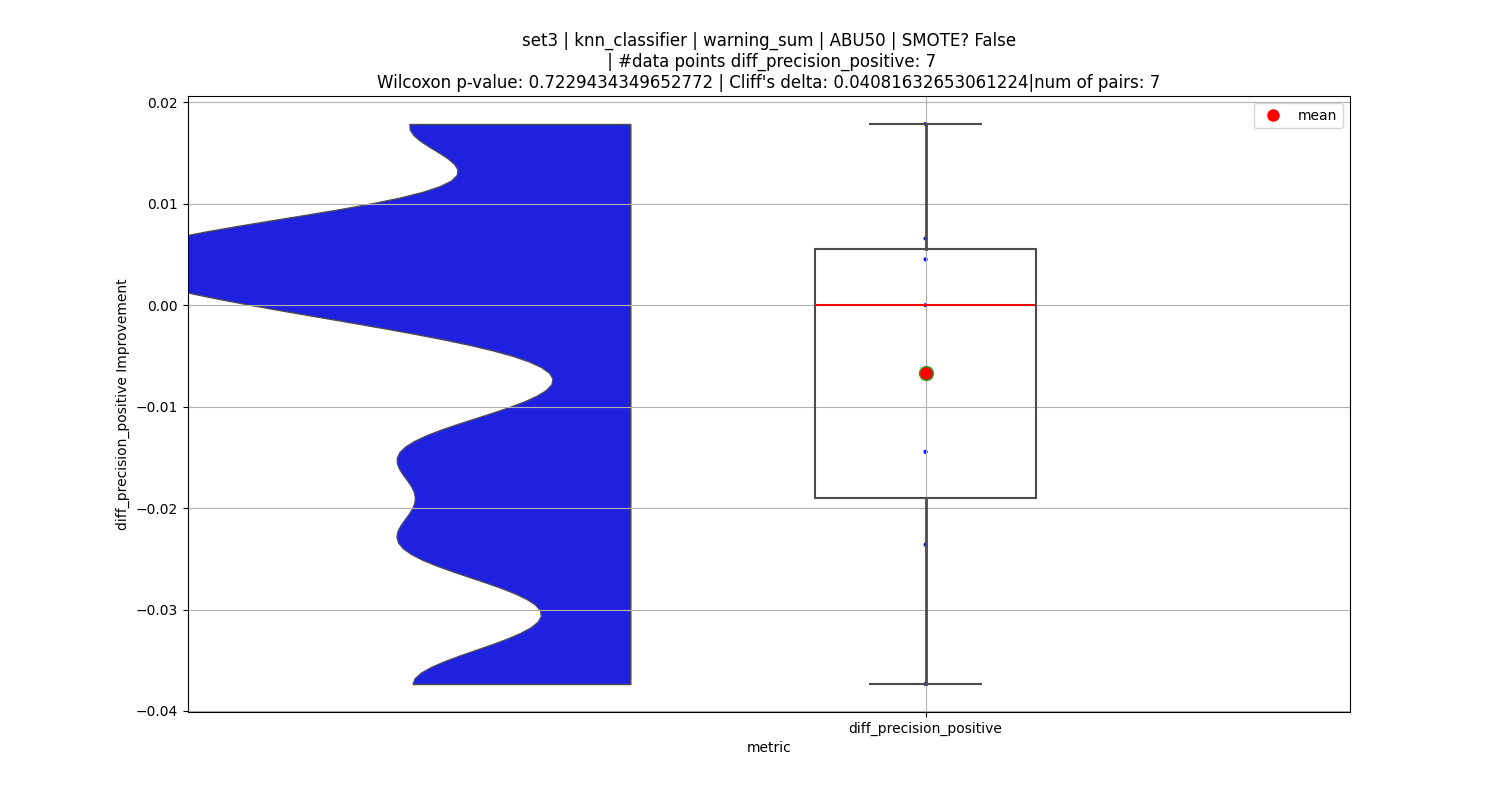 set3 | knn_classifier | warning_sum | ABU50 | SMOTE? False
| #data points diff_precision_positive: 7
Wilcoxon p-value: 0.7229434349652772 | Cliff's delta: 0.04081632653061224|num of pairs: 7
mean
diff_precision_positive Improvement
0.02
0.01
0.00
−0.01
−0.02
−0.03
−0.04
diff_precision_positive
metric